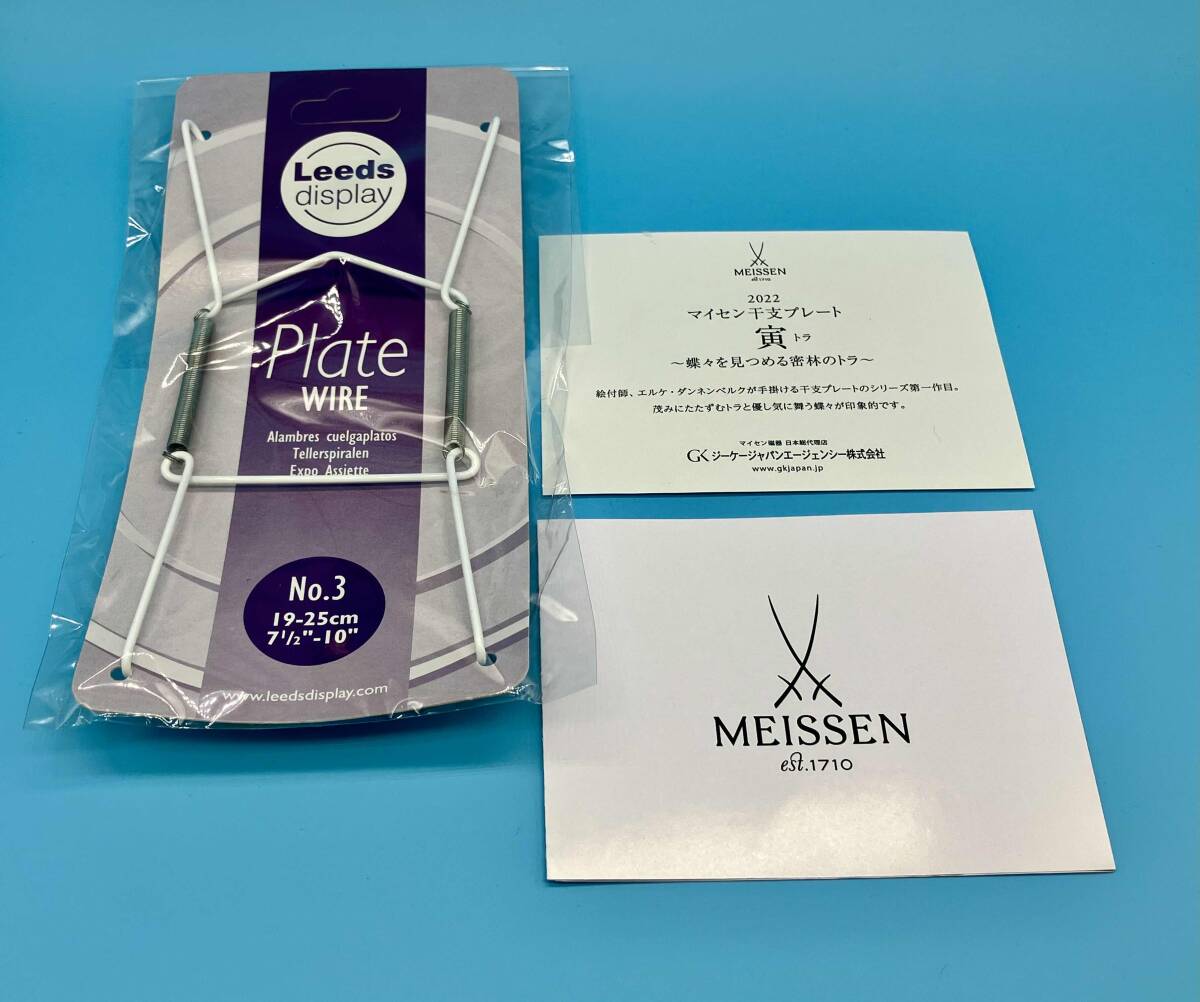 Leeds
display
Plate
WIRE
Alambres cuelgaplatos
Tellerspiralen
Expo Assiette
No.3
19-25cm
7½"-10"
www.leedsdisplay.com
MEISSEN
est.1710
2022
マイセン干支プレート
寅 トラ
～蝶々を見つめる密林のトラ～
絵付師、エルケ・ダンネンベルクが手掛ける干支プレートのシリーズ第一作目。
茂みにたたずむトラと優し気に舞う蝶々が印象的です。
マイセン磁器 日本総代理店
GK ジーケージャパンエージェンシー株式会社
www.gkjapan.jp
MEISSEN
est.1710